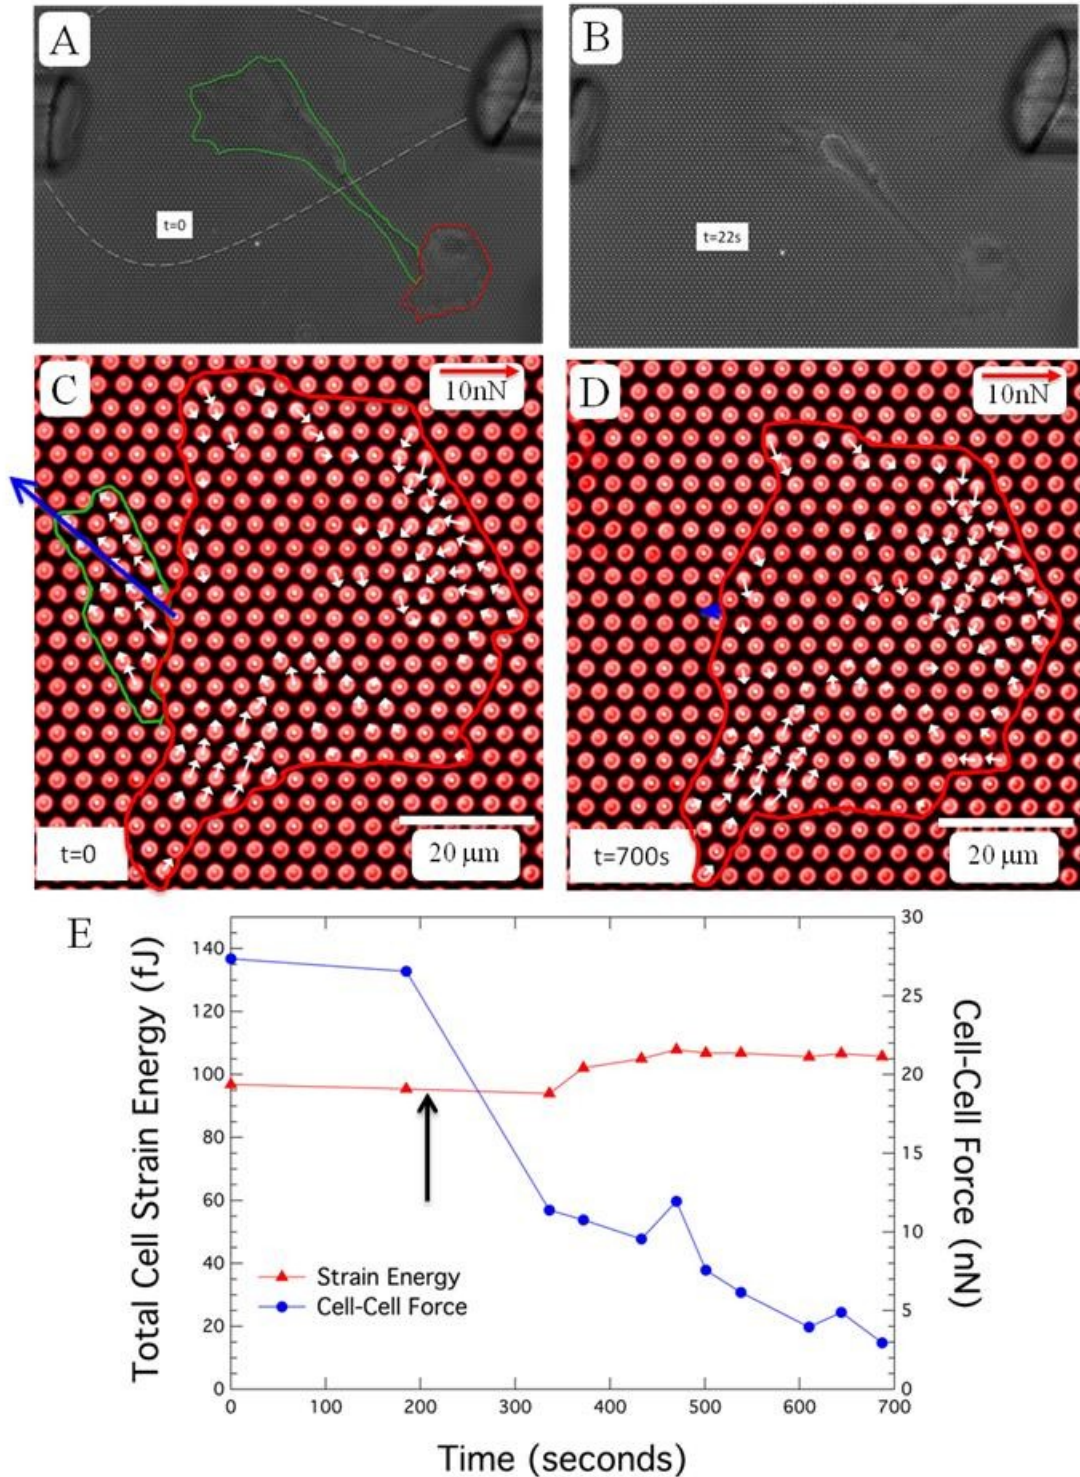 A
B
t=0
t=22s
C
10nN
D
10nN
t=0
20 μm
t=700s
20 μm
E
Total Cell Strain Energy (fJ)
140
120
100
80
60
40
20
0
Strain Energy
Cell-Cell Force
30
25
20
15
10
5
0
Cell-Cell Force (nN)
0
100
200
300
400
500
600
700
Time (seconds)